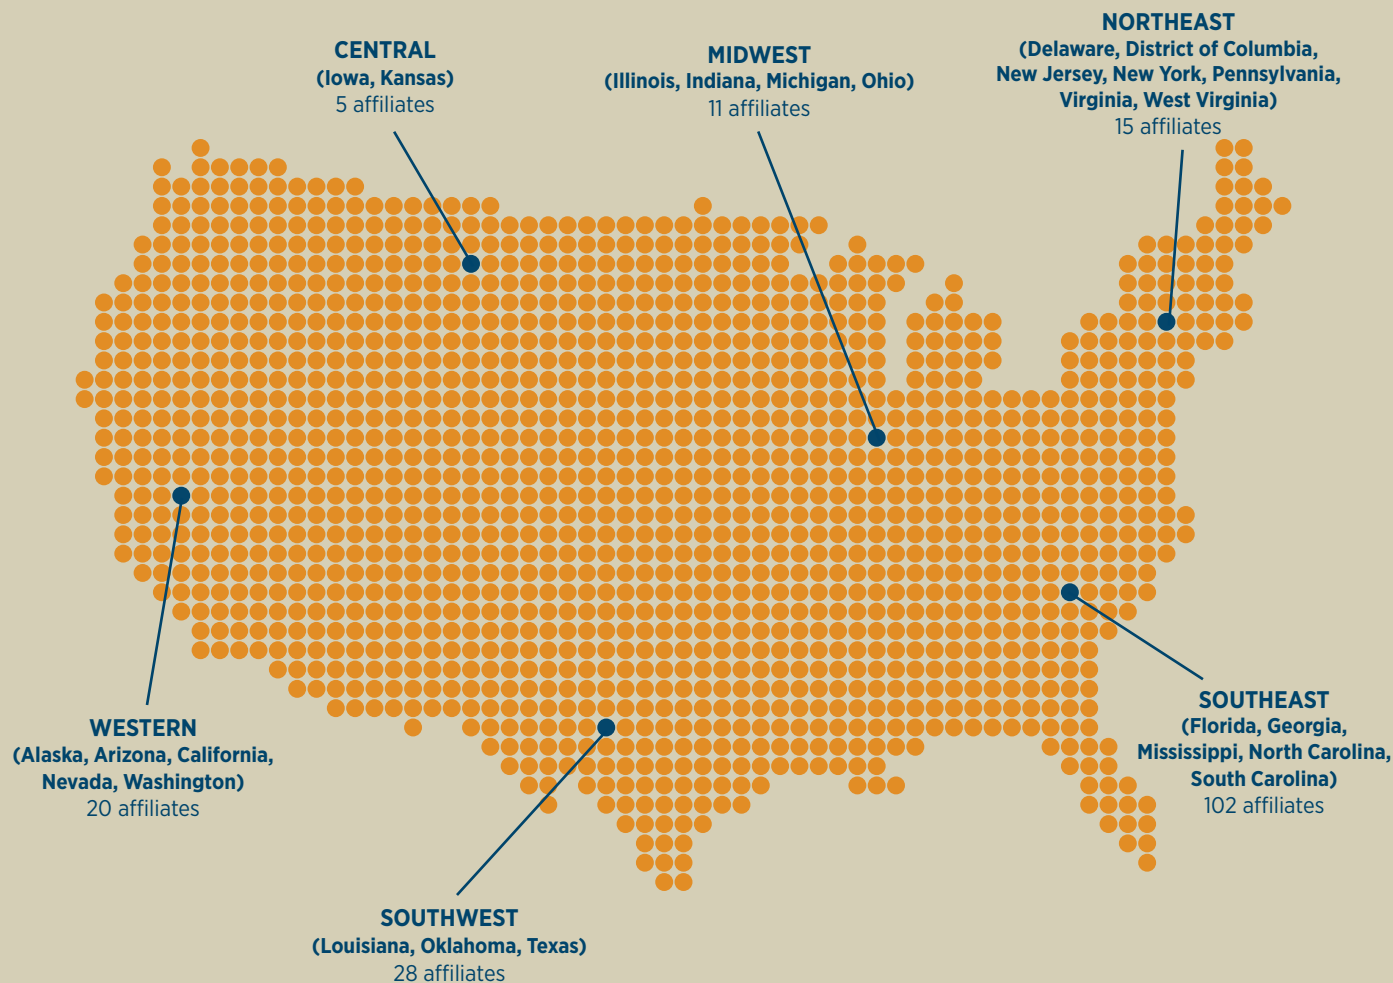 CENTRAL
(Iowa, Kansas)
5 affiliates
MIDWEST
(Illinois, Indiana, Michigan, Ohio)
11 affiliates
NORTHEAST
(Delaware, District of Columbia,
New Jersey, New York, Pennsylvania,
Virginia, West Virginia)
15 affiliates
WESTERN
(Alaska, Arizona, California,
Nevada, Washington)
20 affiliates
SOUTHEAST
(Florida, Georgia,
Mississippi, North Carolina,
South Carolina)
102 affiliates
SOUTHWEST
(Louisiana, Oklahoma, Texas)
28 affiliates